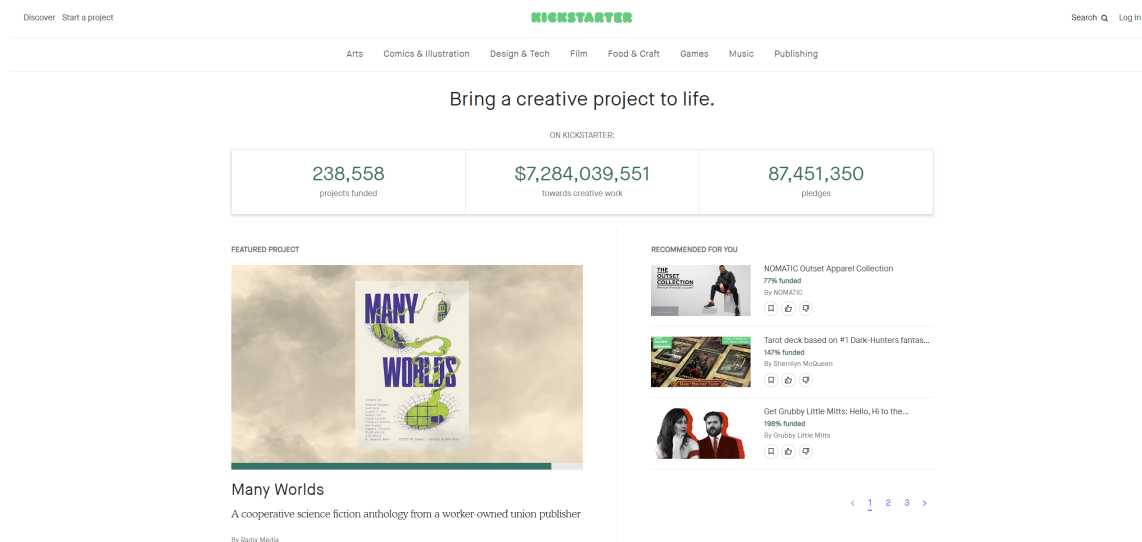 Discover Start a project
KICKSTARTER
Search Log In
Arts Comics & Illustration Design & Tech Film Food & Craft Games Music Publishing
Bring a creative project to life.
ON KICKSTARTER:
238,558 $7,284,039,551 87,451,350
projects funded towards creative work pledges
FEATURED PROJECT
MANY
WORLDS
Many Worlds
A cooperative science fiction anthology from a worker-owned union publisher
By Radix Media
RECOMMENDED FOR YOU
THE
OUTSET
COLLECTION
NOMATIC Outset Apparel Collection
77% funded
By NOMATIC
Tarot deck based on #1 Dark-Hunters fantas...
147% funded
By Sherrilyn McQueen
Get Grubby Little Mitts: Hello, Hi to the...
198% funded
By Grubby Little Mitts
< 1 2 3 >